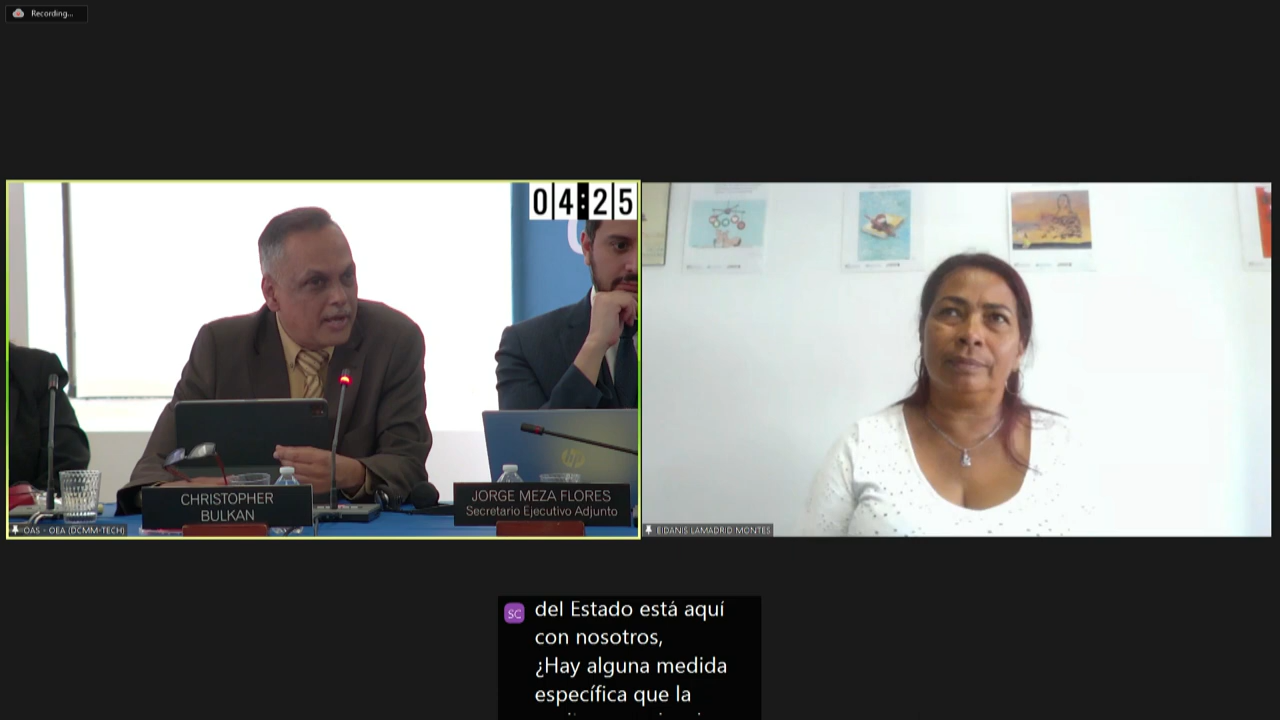 Recording...
04:25
CHRISTOPHER
BULKAN
JORGE MEZA FLORES
Secretario Ejecutivo Adjunto
hp
OAS - OEA (DCMM-TECH)
EIDANIS LAMADRID MONTES
SC
del Estado está aquí
con nosotros,
¿Hay alguna medida
específica que la